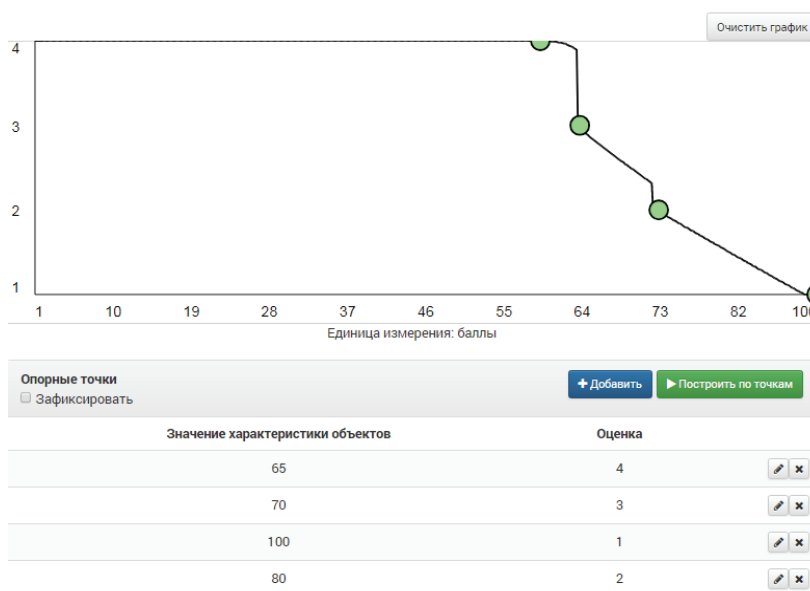 Очистить график
4
3
2
1
1 10 19 28 37 46 55 64 73 82
Единица измерения: баллы
Опорные точки
Зафиксировать
Добавить
Построить по точкам
Значение характеристики объектов Оценка
65 4
70 3
100 1
80 2